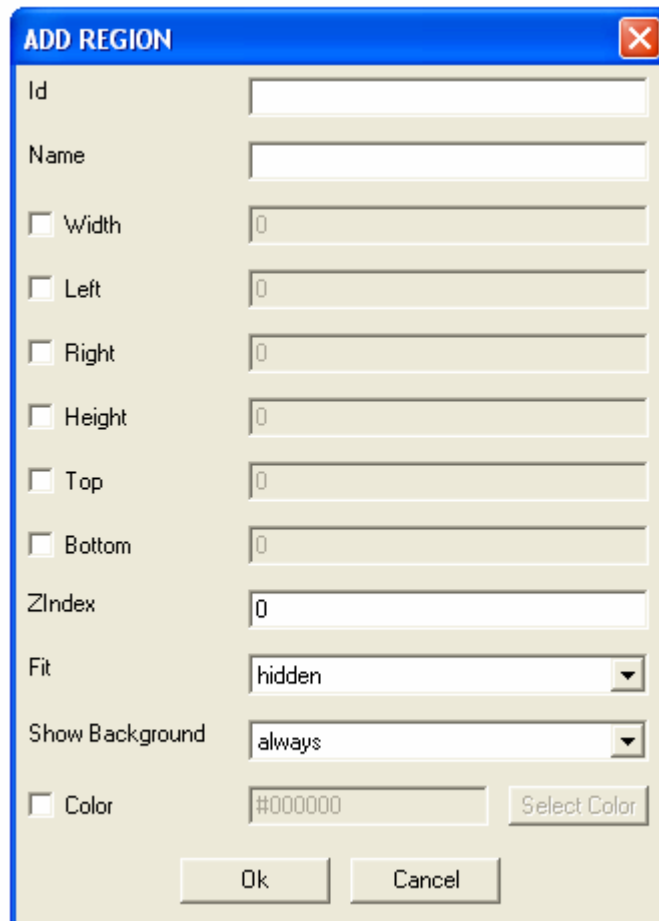 ADD REGION
Id
Name
Width 0
Left 0
Right 0
Height 0
Top 0
Bottom 0
ZIndex 0
Fit hidden
Show Background always
Color #000000 Select Color
Ok Cancel